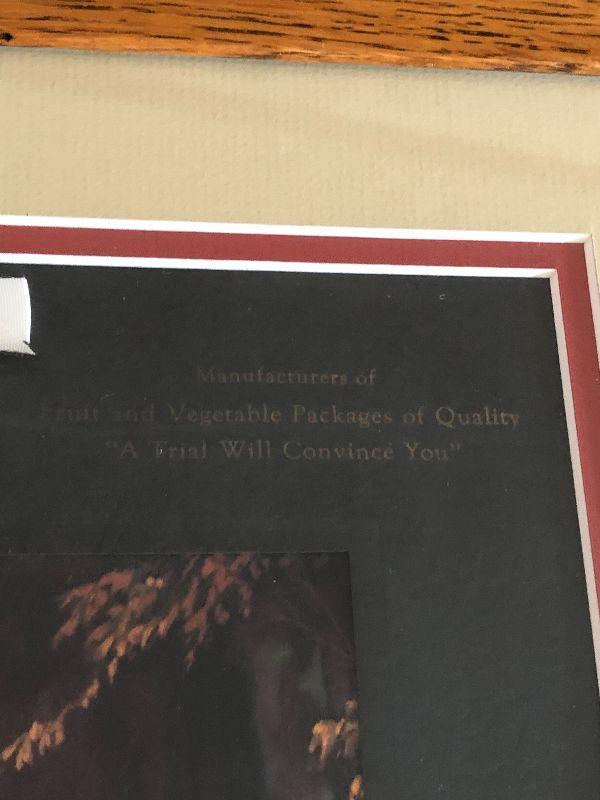 Manufacturers of
Fruit and Vegetable Packages of Quality
"A Trial Will Convince You"